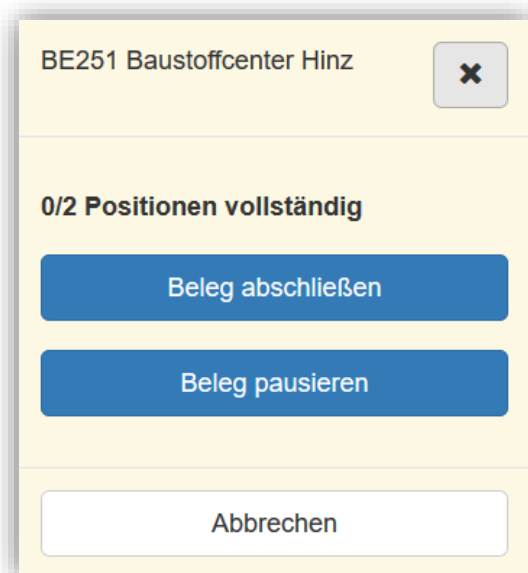 BE251 Baustoffcenter Hinz
0/2 Positionen vollständig
Beleg abschließen
Beleg pausieren
Abbrechen